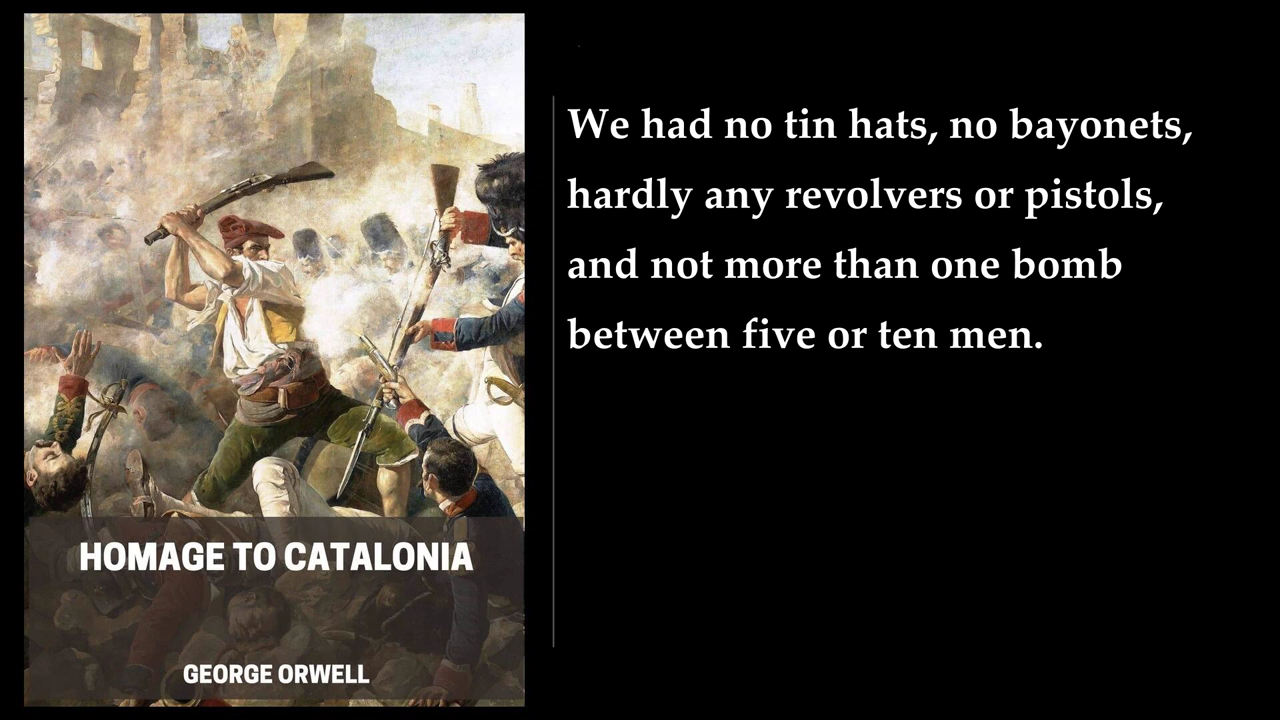 We had no tin hats, no bayonets,
hardly any revolvers or pistols,
and not more than one bomb
between five or ten men.
HOMAGE TO CATALONIA
GEORGE ORWELL